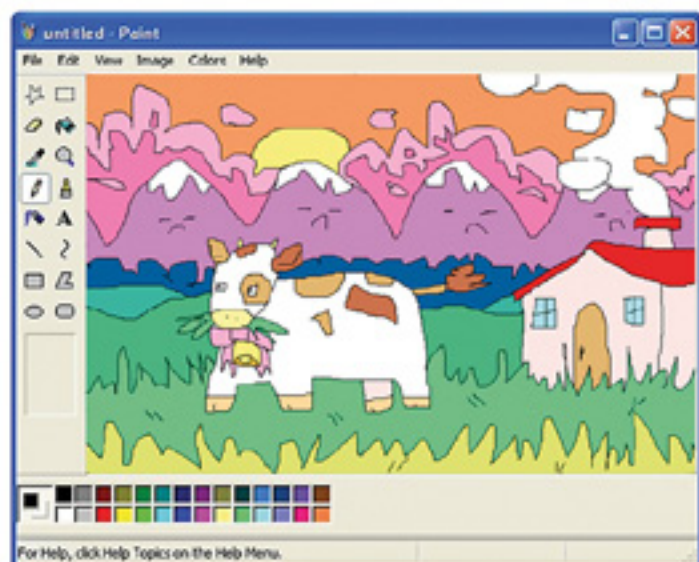 untitled - Paint
File Edit View Image Colors Help
A
For Help, click Help Topics on the Help Menu.